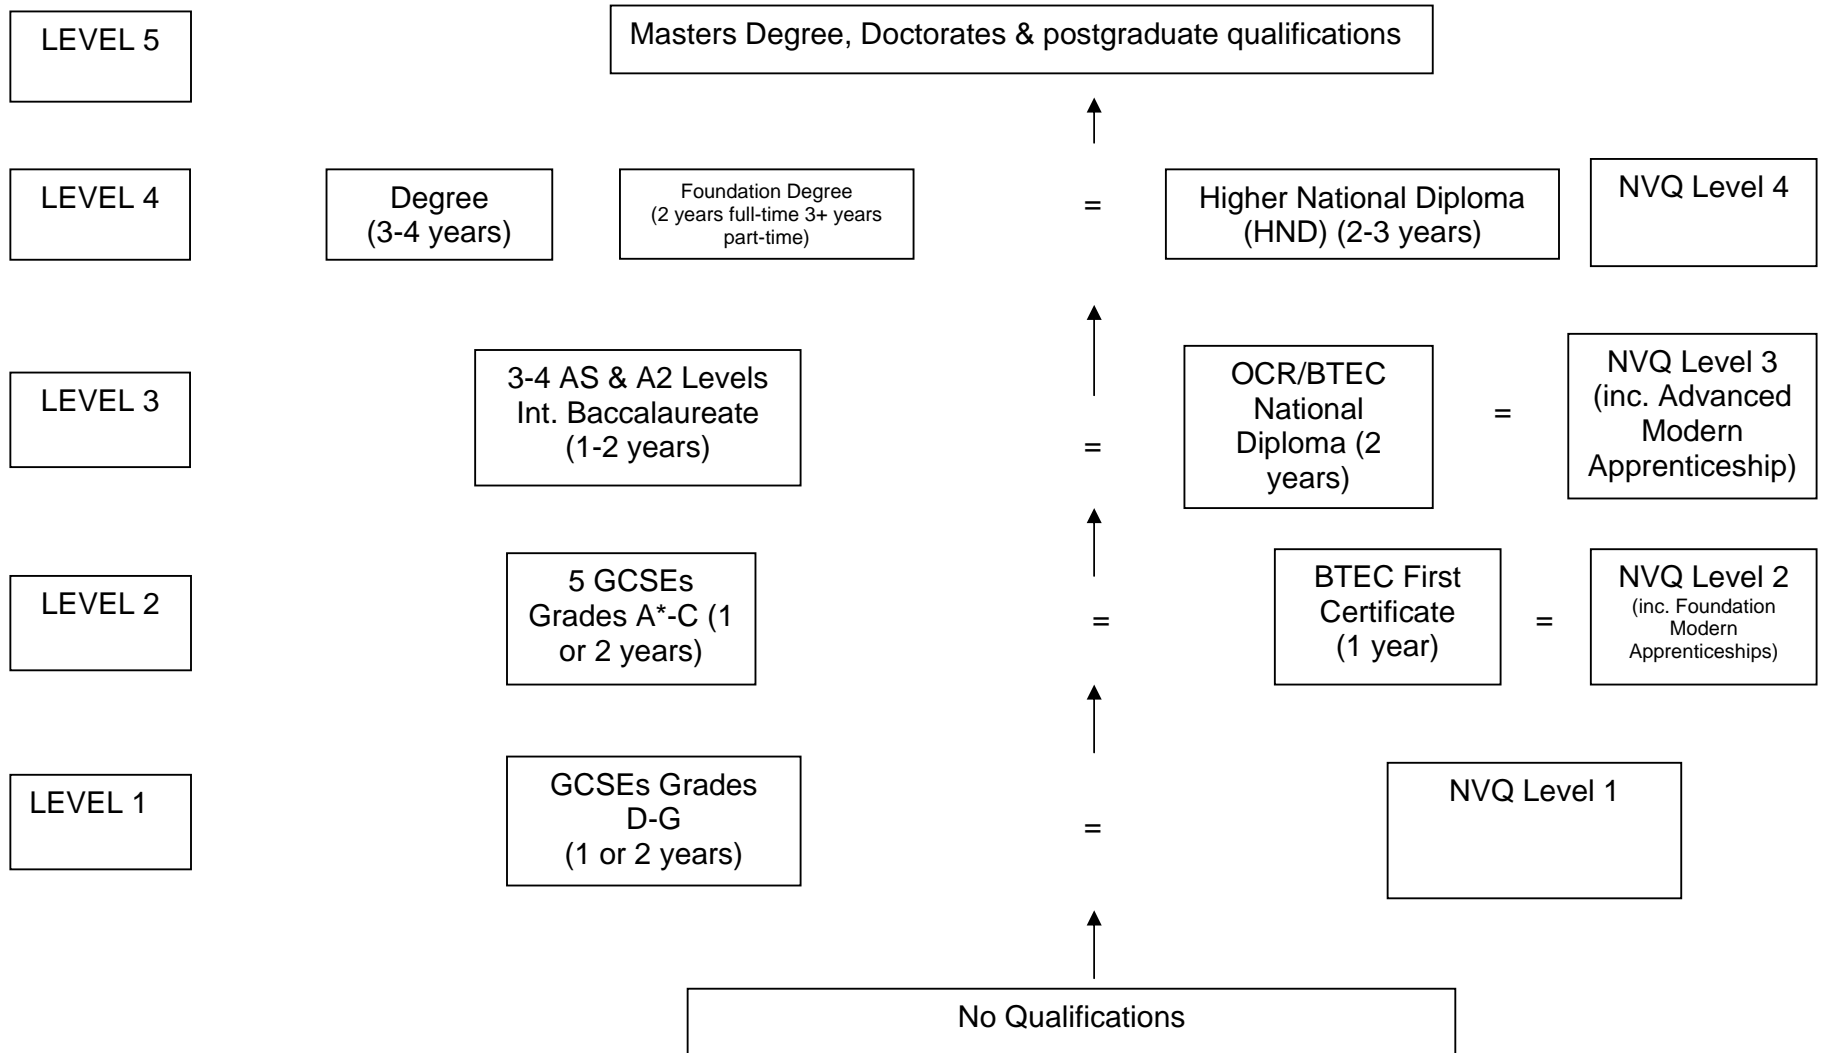 LEVEL 5
Masters Degree, Doctorates & postgraduate qualifications
LEVEL 4
Degree
(3-4 years)
Foundation Degree
(2 years full-time 3+ years
part-time)
=
Higher National Diploma
(HND) (2-3 years)
NVQ Level 4
LEVEL 3
3-4 AS & A2 Levels
Int. Baccalaureate
(1-2 years)
=
OCR/BTEC
National
Diploma (2
years)
=
NVQ Level 3
(inc. Advanced
Modern
Apprenticeship)
LEVEL 2
5 GCSEs
Grades A*-C (1
or 2 years)
=
BTEC First
Certificate
(1 year)
=
NVQ Level 2
(inc. Foundation
Modern
Apprenticeships)
LEVEL 1
GCSEs Grades
D-G
(1 or 2 years)
=
NVQ Level 1
No Qualifications